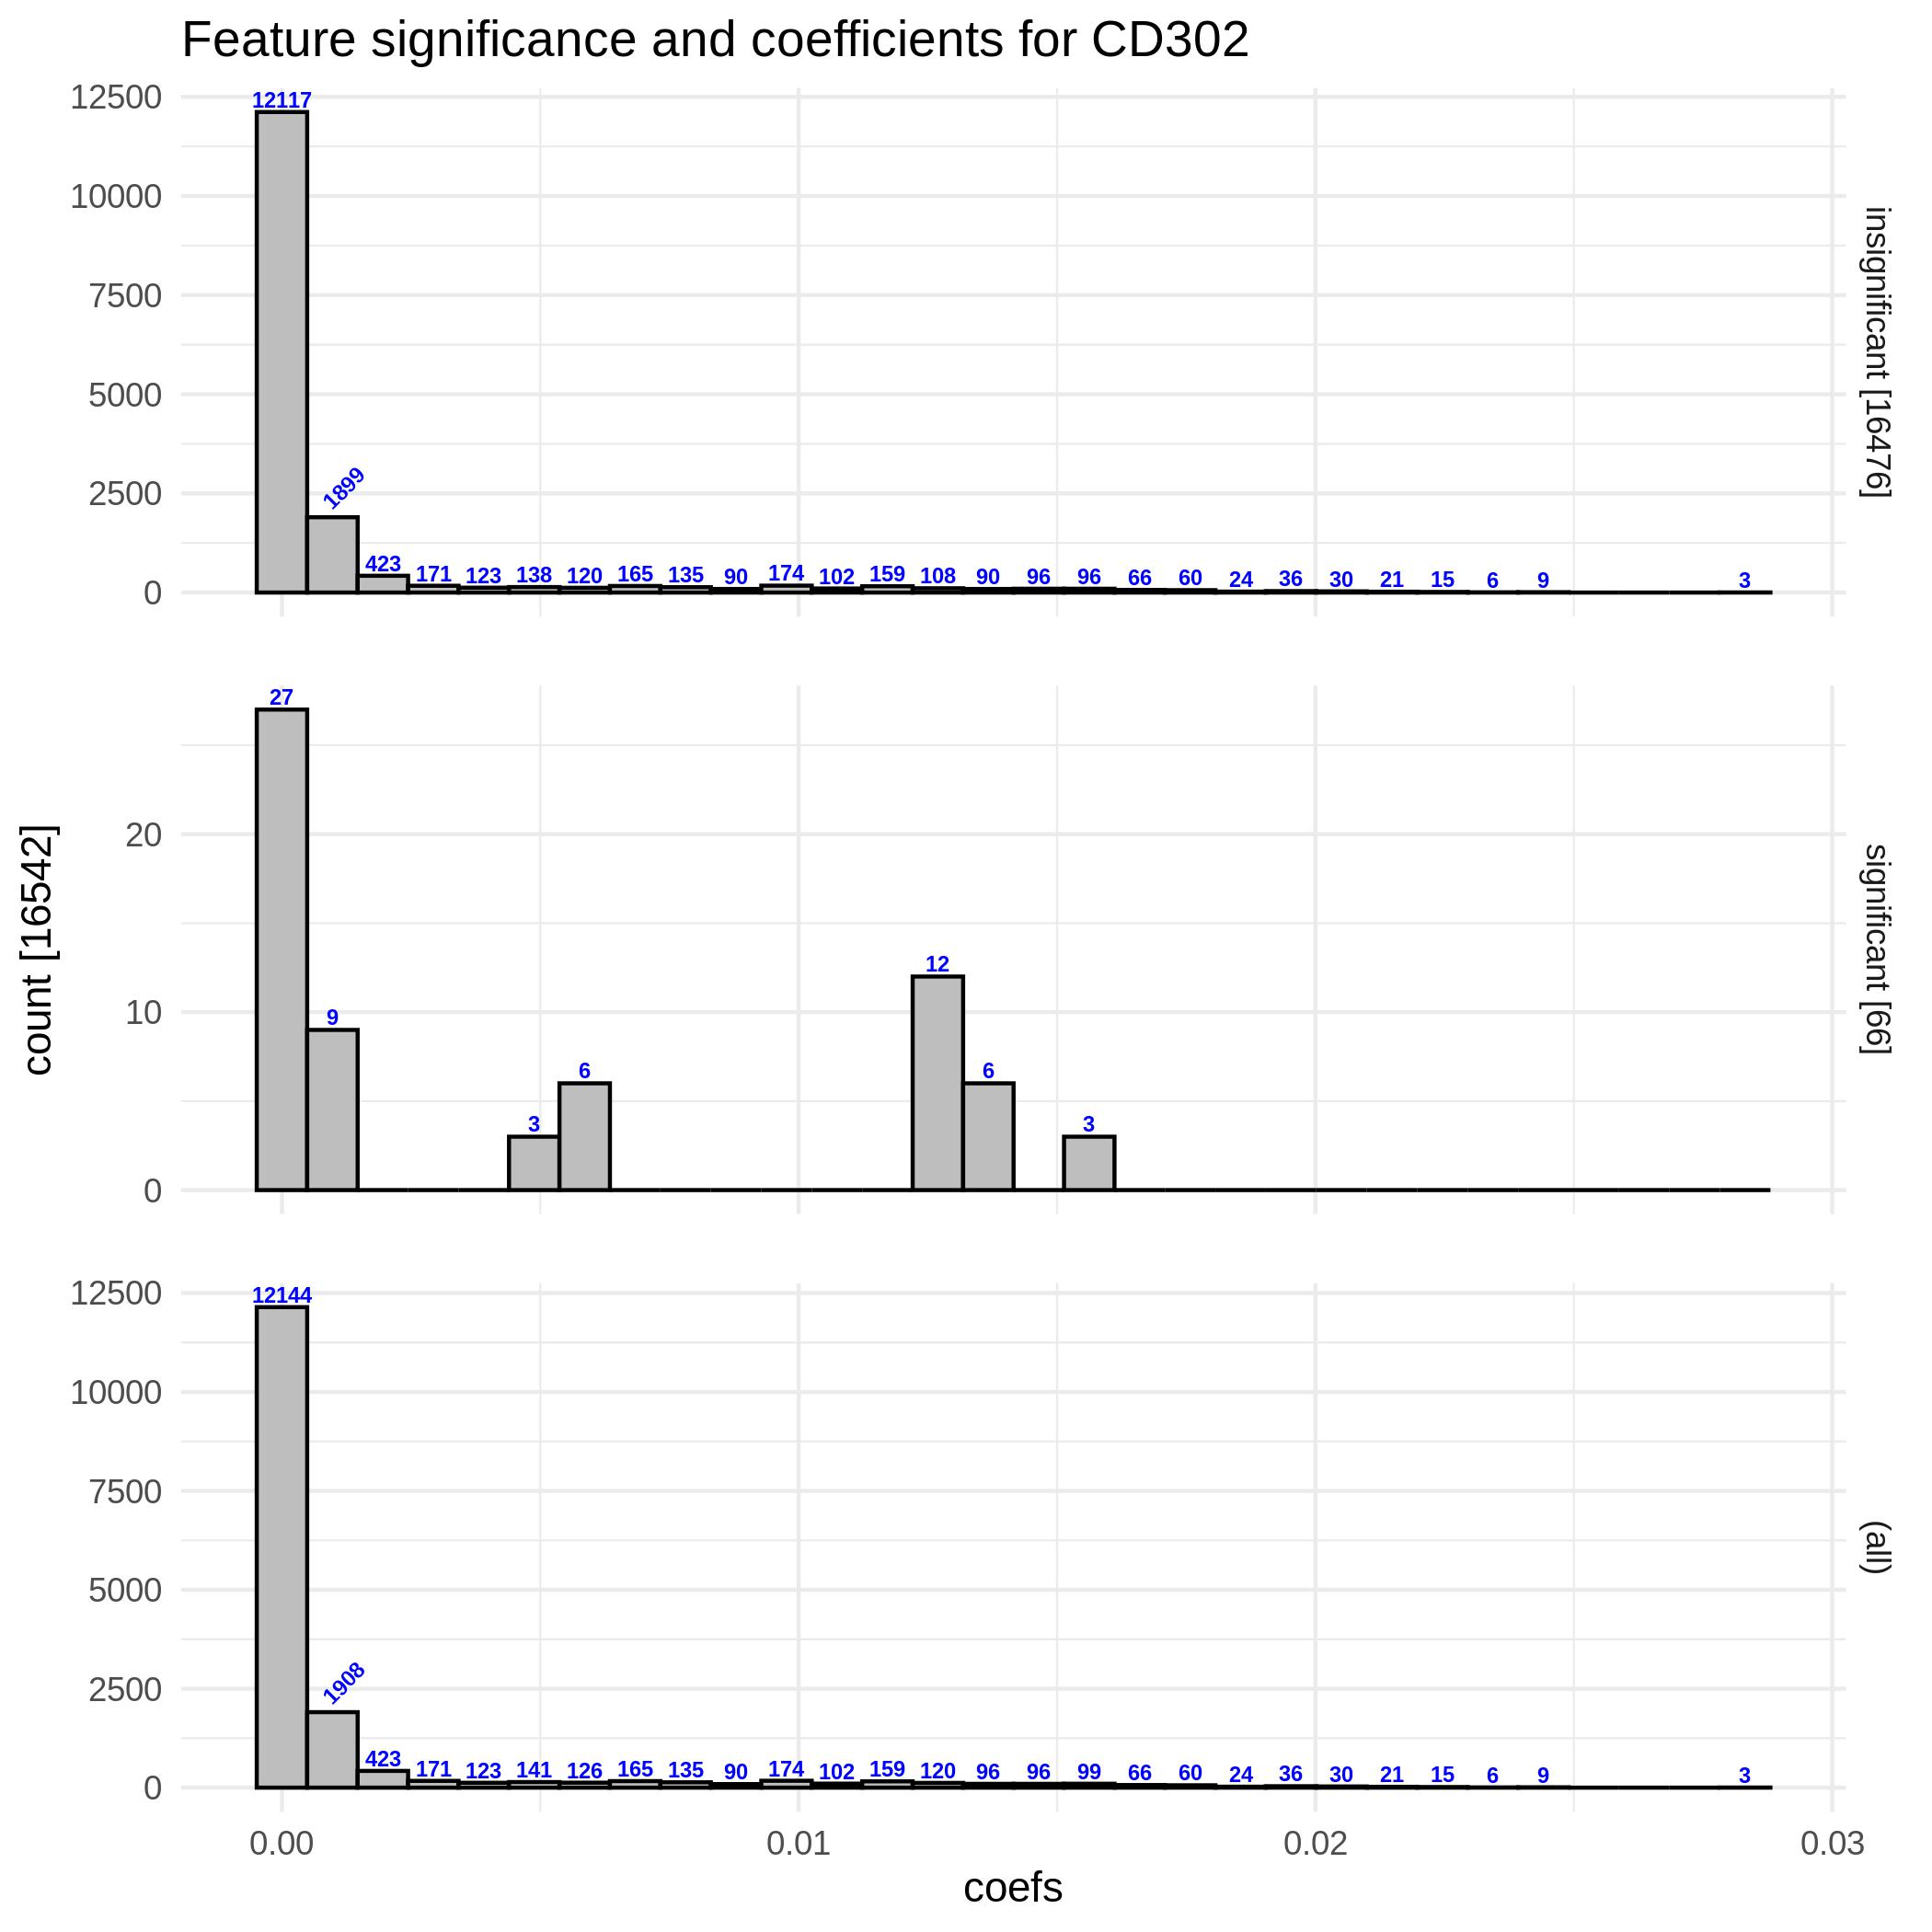 Feature significance and coefficients for CD302
12500
10000
7500
5000
2500
0
12117
1899
423 171 123 138 120 165 135 90 174 102 159 108 90 96 96 66 60 24 36 30 21 15 6 9 3
insignificant [16476]
count [16542]
20
10
0
27
9
3
6
12
6
3
significant [66]
12500
10000
7500
5000
2500
0
12144
1908
423 171 123 141 126 165 135 90 174 102 159 120 96 96 99 66 60 24 36 30 21 15 6 9 3
(all)
0.00 0.01 0.02 0.03
coefs